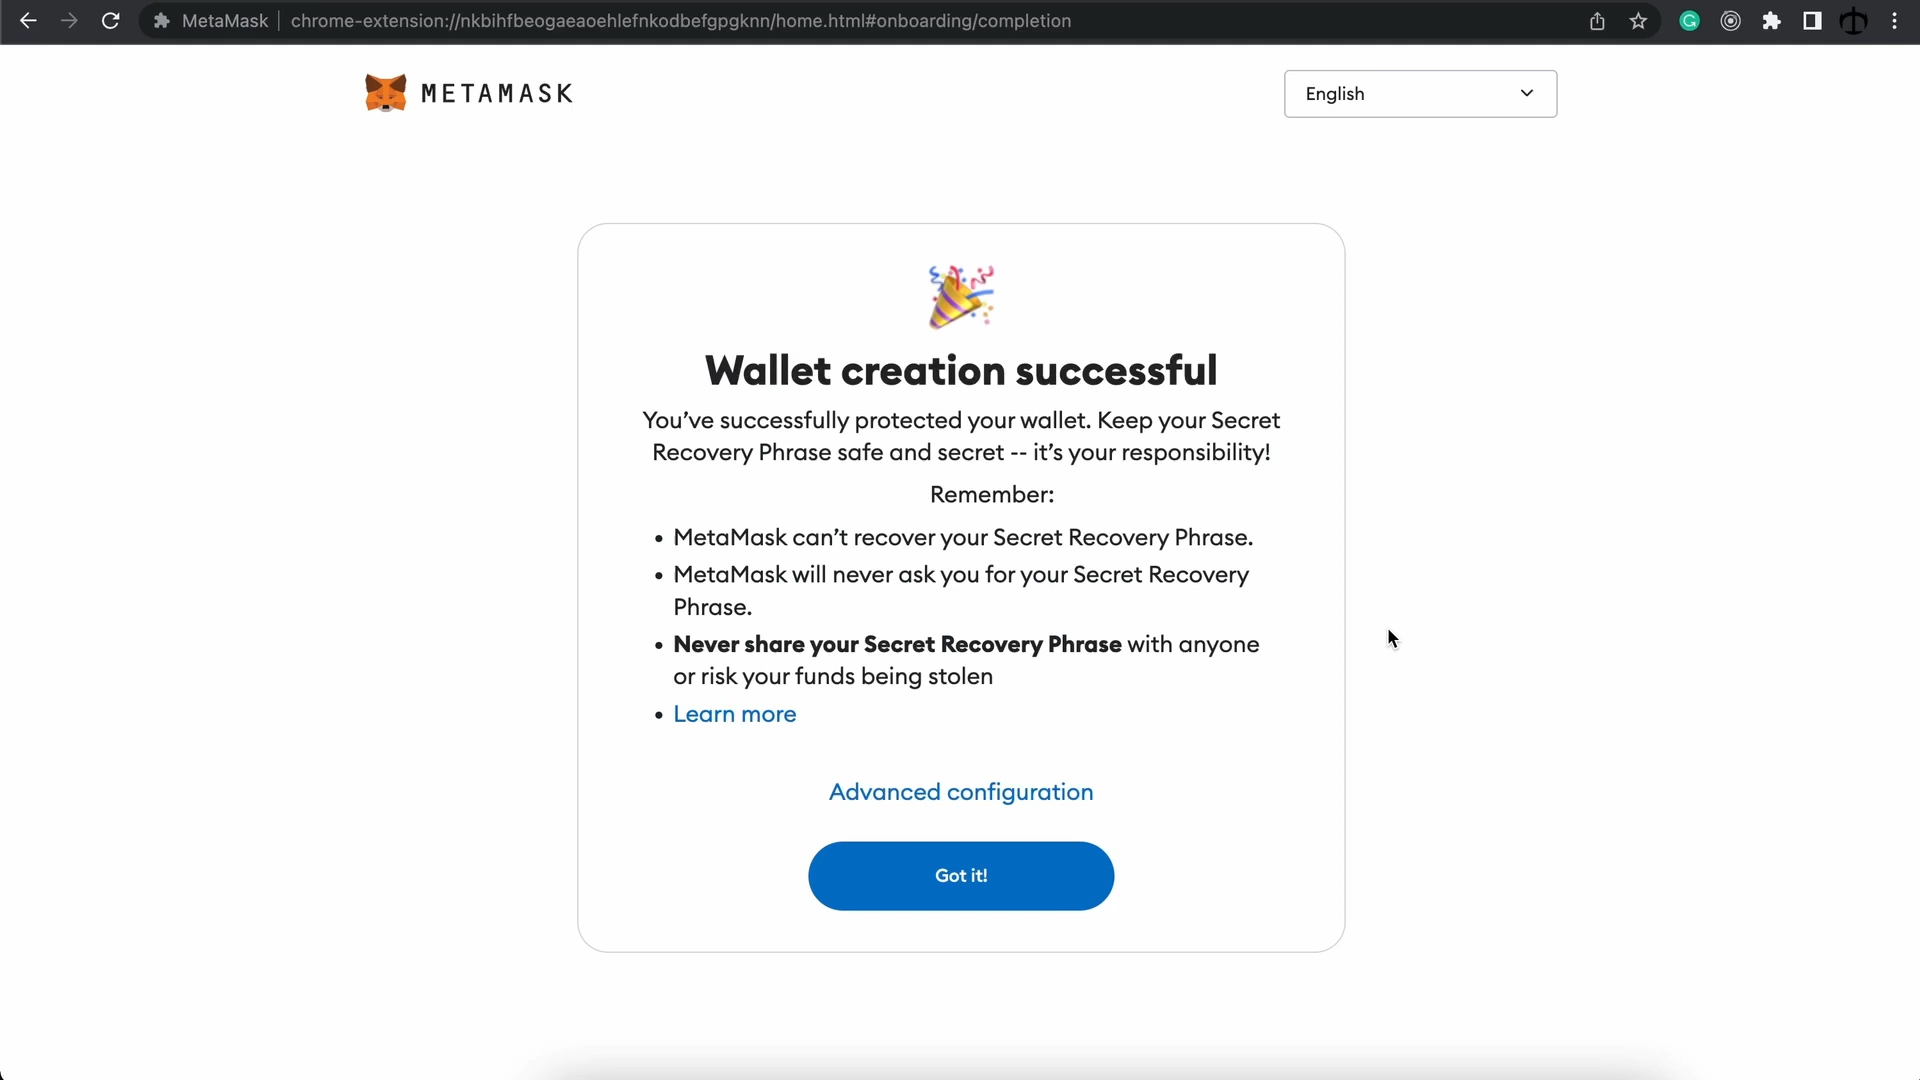 MetaMask chrome-extension://nkbihfbeogaeaoehlefnkodbefgpgknn/home.html#onboarding/completion
METAMASK
English
Wallet creation successful
You’ve successfully protected your wallet. Keep your Secret
Recovery Phrase safe and secret -- it’s your responsibility!
Remember:
• MetaMask can’t recover your Secret Recovery Phrase.
• MetaMask will never ask you for your Secret Recovery
Phrase.
• Never share your Secret Recovery Phrase with anyone
or risk your funds being stolen
• Learn more
Advanced configuration
Got it!